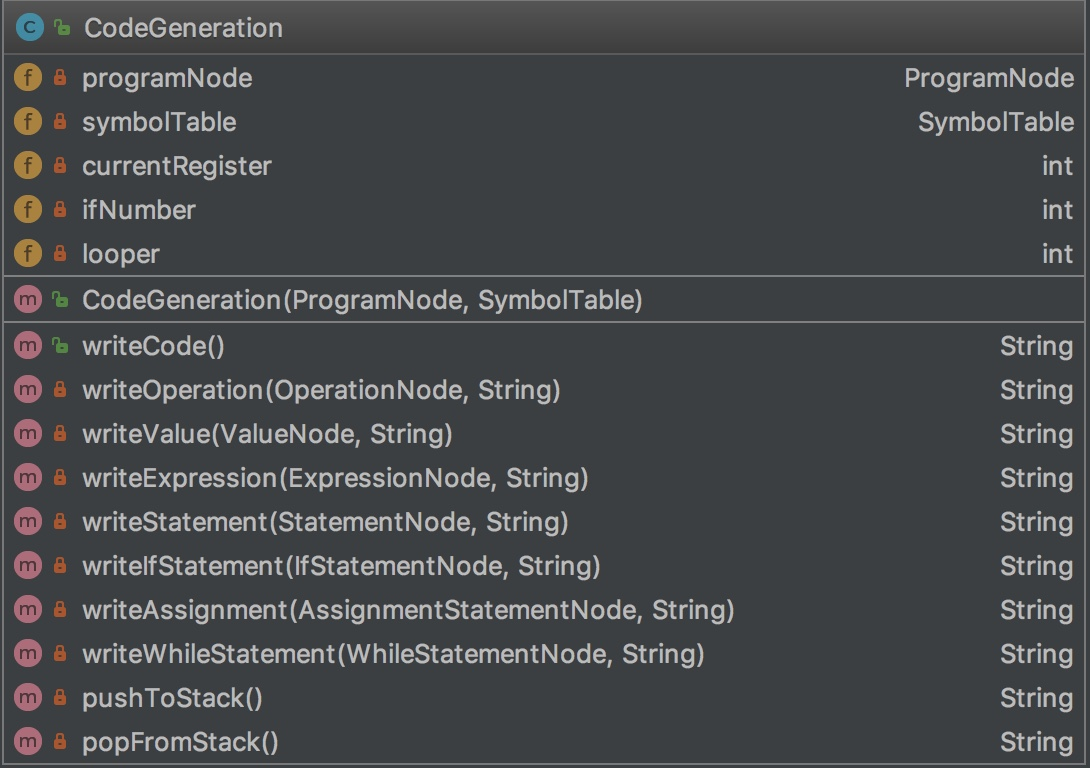 CodeGeneration
programNode ProgramNode
symbolTable SymbolTable
currentRegister int
ifNumber int
looper int
CodeGeneration(ProgramNode, SymbolTable)
writeCode() String
writeOperation(OperationNode, String) String
writeValue(ValueNode, String) String
writeExpression(ExpressionNode, String) String
writeStatement(StatementNode, String) String
writeIfStatement(IfStatementNode, String) String
writeAssignment(AssignmentStatementNode, String) String
writeWhileStatement(WhileStatementNode, String) String
pushToStack() String
popFromStack() String